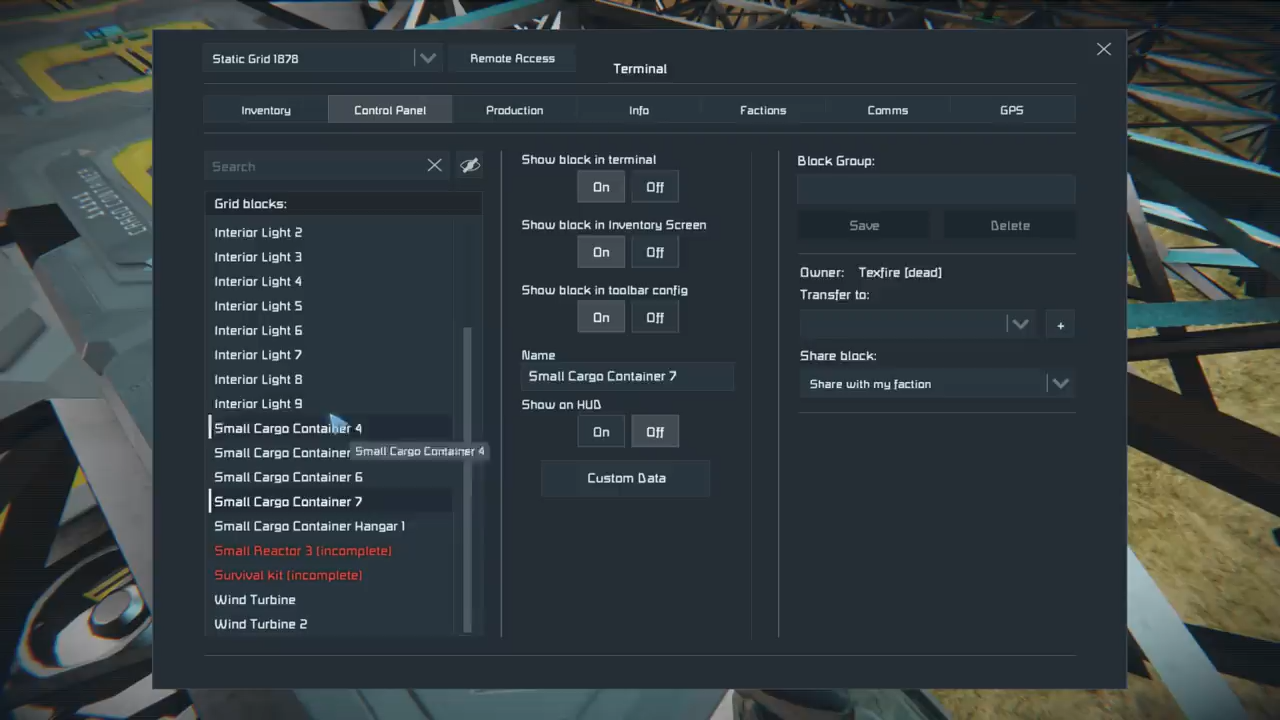 Static Grid 1878
Remote Access
Terminal
Inventory
Control Panel
Production
Info
Factions
Comms
GPS
Search
Grid blocks:
Interior Light 2
Interior Light 3
Interior Light 4
Interior Light 5
Interior Light 6
Interior Light 7
Interior Light 8
Interior Light 9
Small Cargo Container 4
Small Cargo Container
Small Cargo Container 4
Small Cargo Container 6
Small Cargo Container 7
Small Cargo Container Hangar 1
Small Reactor 3 (incomplete)
Survival kit (incomplete)
Wind Turbine
Wind Turbine 2
Show block in terminal
On
Off
Show block in Inventory Screen
On
Off
Show block in toolbar config
On
Off
Name
Small Cargo Container 7
Show on HUD
On
Off
Custom Data
Block Group:
Save
Delete
Owner: Texfire [dead]
Transfer to:
+
Share block:
Share with my faction
CARGO CONTAINER